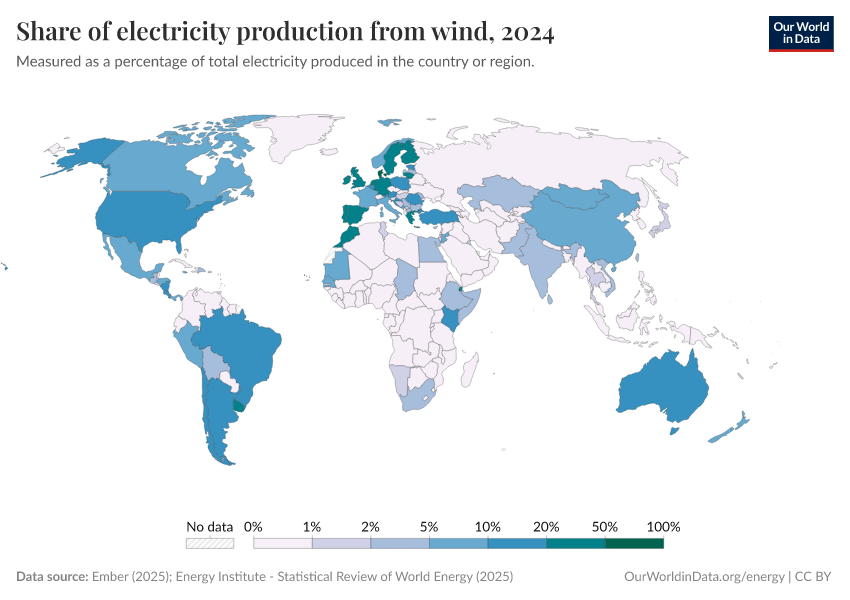 Share of electricity production from wind, 2024
Our World
in Data
Measured as a percentage of total electricity produced in the country or region.
No data 0% 1% 2% 5% 10% 20% 50% 100%
Data source: Ember (2025); Energy Institute - Statistical Review of World Energy (2025)
OurWorldinData.org/energy | CC BY